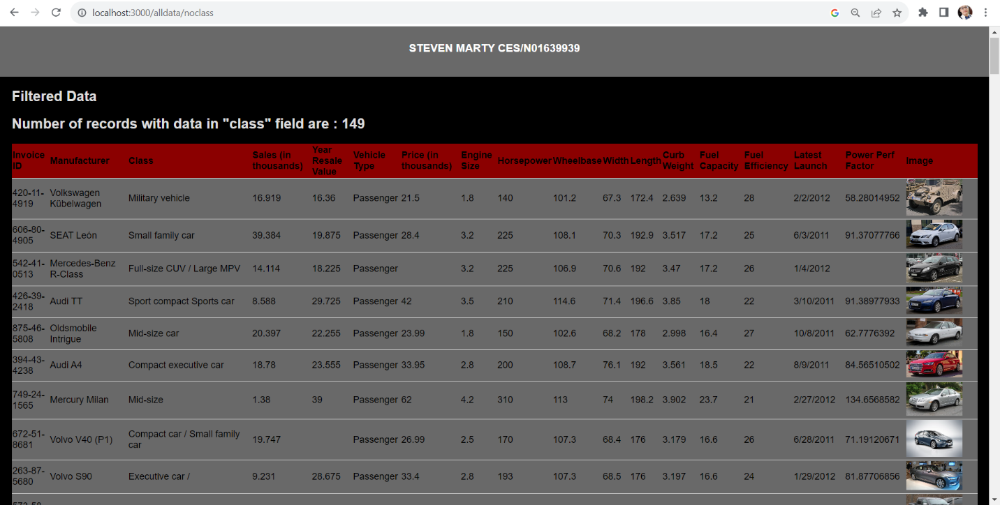 localhost:3000/alldata/noclass
STEVEN MARTY CES/N01639939
Filtered Data
Number of records with data in "class" field are : 149
Invoice ID Manufacturer Class Sales (in thousands) Year Resale Value Vehicle Type Price (in thousands) Engine Size Horsepower Wheelbase Width Length Curb Weight Fuel Capacity Fuel Efficiency Latest Launch Power Perf Factor Image
420-11-4919 Volkswagen Kübelwagen Military vehicle 16.919 16.36 Passenger 21.5 1.8 140 101.2 67.3 172.4 2.639 13.2 28 2/2/2012 58.28014952
606-80-4905 SEAT León Small family car 39.384 19.875 Passenger 28.4 3.2 225 108.1 70.3 192.9 3.517 17.2 25 6/3/2011 91.37077766
542-41-0513 Mercedes-Benz R-Class Full-size CUV / Large MPV 14.114 18.225 Passenger 3.2 225 106.9 70.6 192 3.47 17.2 26 1/4/2012
426-39-2418 Audi TT Sport compact Sports car 8.588 29.725 Passenger 42 3.5 210 114.6 71.4 196.6 3.85 18 22 3/10/2011 91.38977933
875-46-5808 Oldsmobile Intrigue Mid-size car 20.397 22.255 Passenger 23.99 1.8 150 102.6 68.2 178 2.998 16.4 27 10/8/2011 62.7776392
394-43-4238 Audi A4 Compact executive car 18.78 23.555 Passenger 33.95 2.8 200 108.7 76.1 192 3.561 18.5 22 8/9/2011 84.56510502
749-24-1565 Mercury Milan Mid-size 1.38 39 Passenger 62 4.2 310 113 74 198.2 3.902 23.7 21 2/27/2012 134.6568582
672-51-8681 Volvo V40 (P1) Compact car / Small family car 19.747 Passenger 26.99 2.5 170 107.3 68.4 176 3.179 16.6 26 6/28/2011 71.19120671
263-87-5680 Volvo S90 Executive car / 9.231 28.675 Passenger 33.4 2.8 193 107.3 68.5 176 3.197 16.6 24 1/29/2012 81.87706856